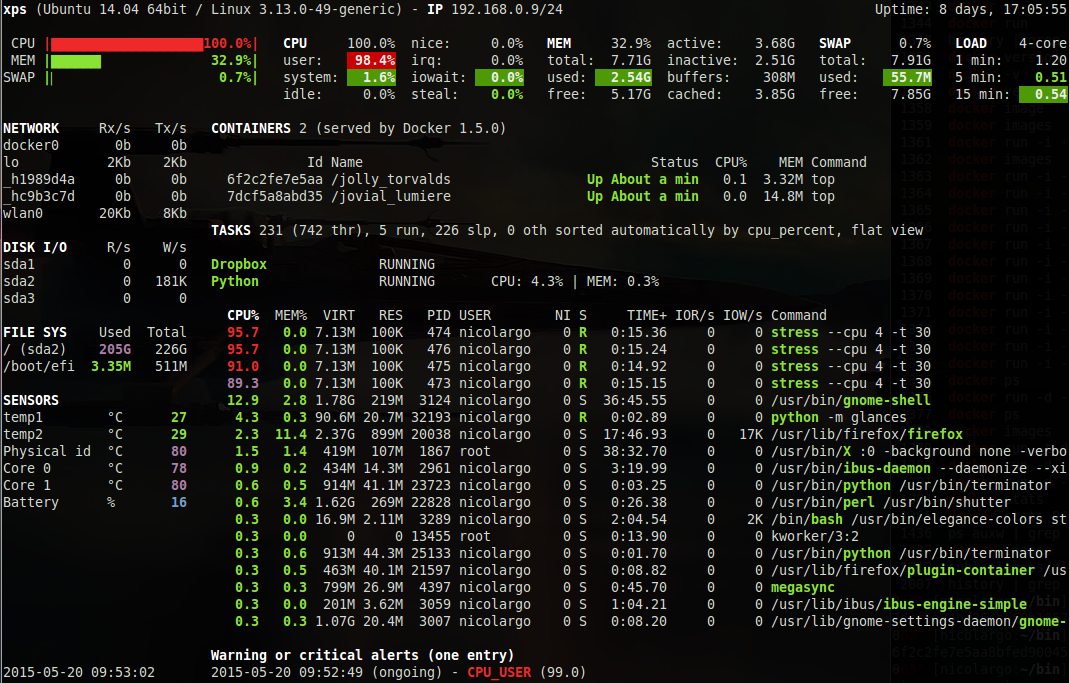 xps (Ubuntu 14.04 64bit / Linux 3.13.0-49-generic) - IP 192.168.0.9/24 Uptime: 8 days, 17:05:55
CPU 100.0% CPU 100.0% nice: 0.0% MEM 32.9% active: 3.68G SWAP 0.7% LOAD 4-core
MEM 32.9% user: 98.4% irq: 0.0% total: 7.71G inactive: 2.51G total: 7.91G 1 min: 1.20
SWAP 0.7% system: 1.6% iowait: 0.0% used: 2.54G buffers: 308M used: 55.7M 5 min: 0.51
idle: 0.0% steal: 0.0% free: 5.17G cached: 3.85G free: 7.85G 15 min: 0.54
NETWORK Rx/s Tx/s CONTAINERS 2 (served by Docker 1.5.0)
docker0 0b 0b
lo 2Kb 2Kb Id Name Status CPU% MEM Command
_h1989d4a 0b 0b 6f2c2fe7e5aa /jolly_torvalds Up About a min 0.1 3.32M top
_hc9b3c7d 0b 0b 7dcf5a8abd35 /jovial_lumiere Up About a min 0.0 14.8M top
wlan0 20Kb 8Kb
TASKS 231 (742 thr), 5 run, 226 slp, 0 oth sorted automatically by cpu_percent, flat view
DISK I/O R/s W/s
sda1 0 0 Dropbox RUNNING
sda2 0 181K Python RUNNING CPU: 4.3% | MEM: 0.3%
sda3 0 0
CPU% MEM% VIRT RES PID USER NI S TIME+ IOR/s IOW/s Command
FILE SYS Used Total 95.7 0.0 7.13M 100K 474 nicolargo 0 R 0:15.36 0 0 stress --cpu 4 -t 30
/ (sda2) 205G 226G 95.7 0.0 7.13M 100K 476 nicolargo 0 R 0:15.24 0 0 stress --cpu 4 -t 30
/boot/efi 3.35M 511M 91.0 0.0 7.13M 100K 475 nicolargo 0 R 0:14.92 0 0 stress --cpu 4 -t 30
89.3 0.0 7.13M 100K 473 nicolargo 0 R 0:15.15 0 0 stress --cpu 4 -t 30
SENSORS 12.9 2.8 1.78G 219M 3124 nicolargo 0 S 36:45.55 0 0 /usr/bin/gnome-shell
temp1 °C 27 4.3 0.3 90.6M 20.7M 32193 nicolargo 0 R 0:02.89 0 0 python -m glances
temp2 °C 29 2.3 11.4 2.37G 899M 20038 nicolargo 0 S 17:46.93 0 17K /usr/lib/firefox/firefox
Physical id °C 80 1.5 1.4 419M 107M 1867 root 0 S 38:32.70 0 0 /usr/bin/X :0 -background none -verbo
Core 0 °C 78 0.9 0.2 434M 14.3M 2961 nicolargo 0 S 3:19.99 0 0 /usr/bin/ibus-daemon --daemonize --xi
Core 1 °C 80 0.6 0.5 914M 41.1M 23723 nicolargo 0 S 0:03.25 0 0 /usr/bin/python /usr/bin/terminator
Battery % 16 0.6 3.4 1.62G 269M 22828 nicolargo 0 S 0:26.38 0 0 /usr/bin/perl /usr/bin/shutter
0.3 0.0 16.9M 2.11M 3289 nicolargo 0 S 2:04.54 0 2K /bin/bash /usr/bin/elegance-colors st
0.3 0.0 0 0 13455 root 0 S 0:13.90 0 0 kworker/3:2
0.3 0.6 913M 44.3M 25133 nicolargo 0 S 0:01.70 0 0 /usr/bin/python /usr/bin/terminator
0.3 0.5 463M 40.1M 21597 nicolargo 0 S 0:08.82 0 0 /usr/lib/firefox/plugin-container /us
0.3 0.3 799M 26.9M 4397 nicolargo 0 S 0:45.70 0 0 megasync
0.3 0.0 201M 3.62M 3059 nicolargo 0 S 1:04.21 0 0 /usr/lib/ibus/ibus-engine-simple
0.3 0.3 1.07G 20.4M 3007 nicolargo 0 S 0:08.20 0 0 /usr/lib/gnome-settings-daemon/gnome-
Warning or critical alerts (one entry)
2015-05-20 09:53:02 2015-05-20 09:52:49 (ongoing) - CPU_USER (99.0)